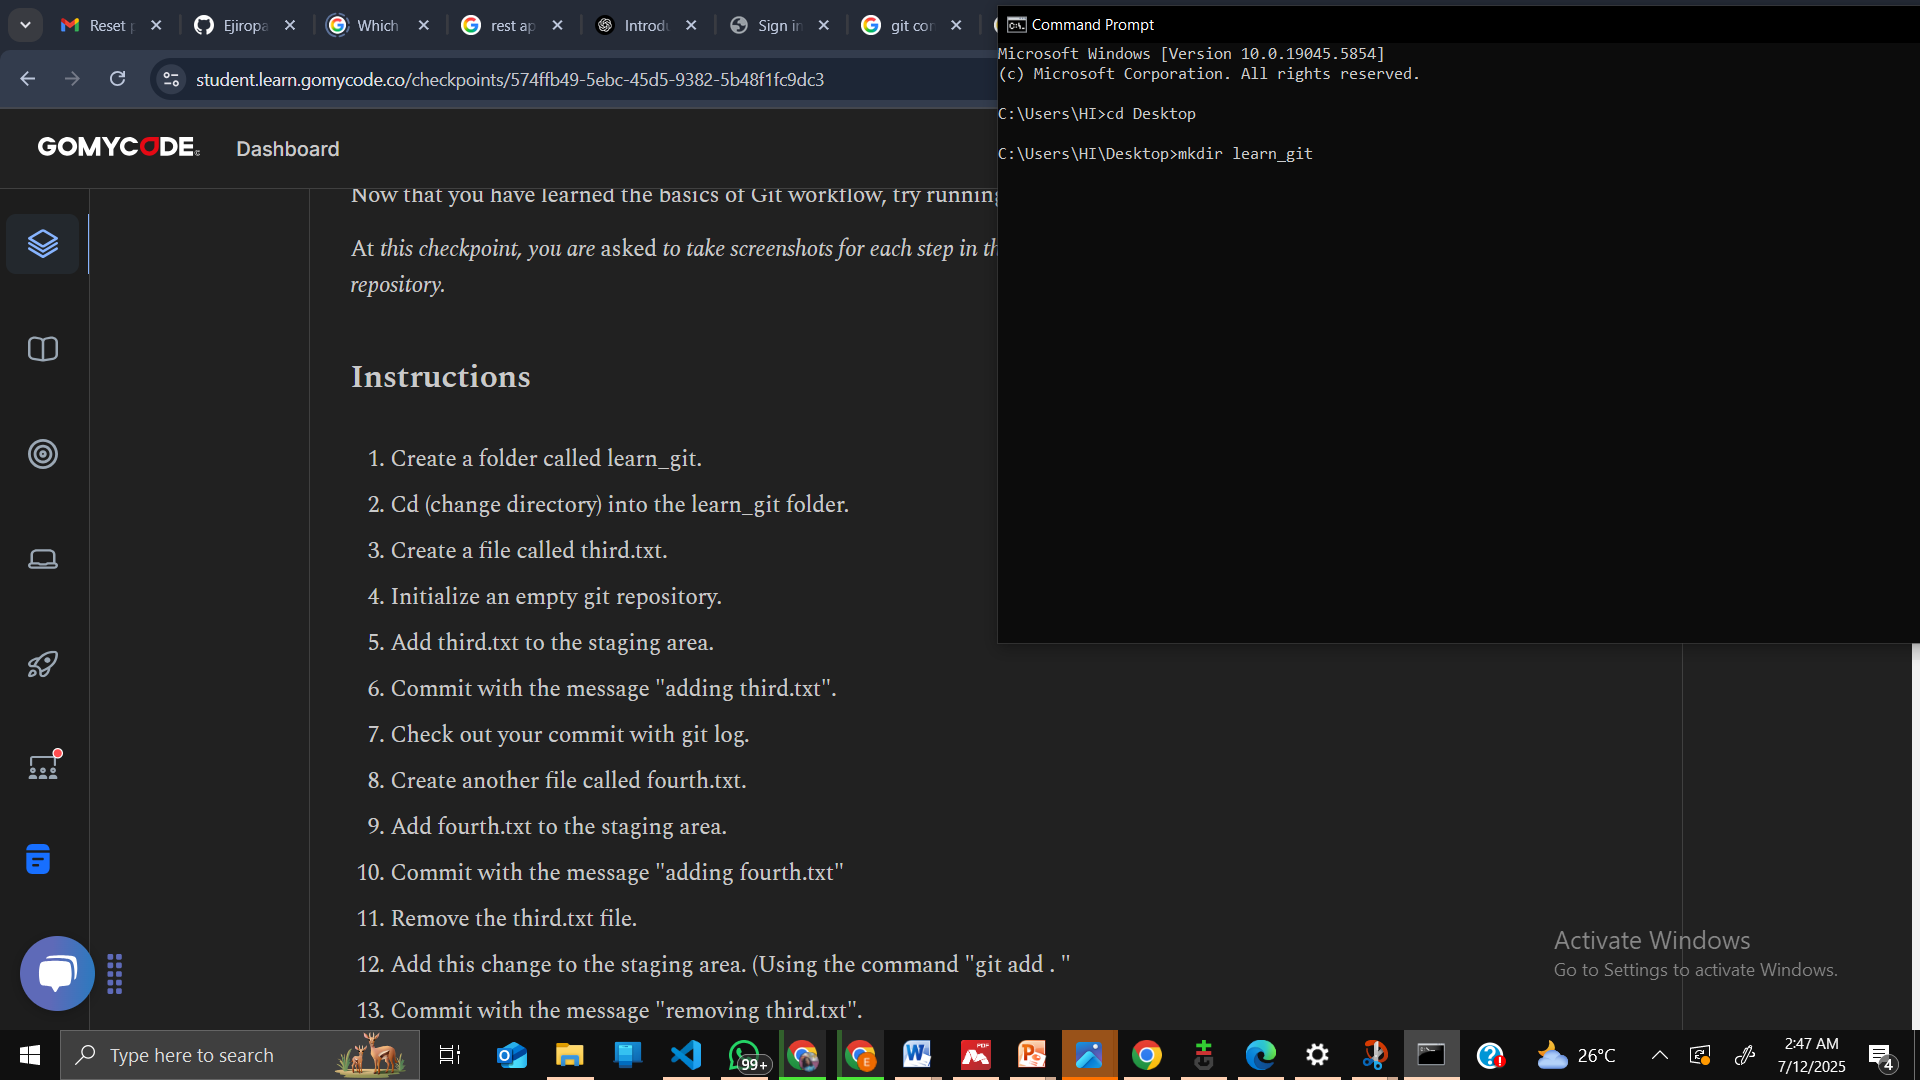 Reset p
Ejiropa
Which
rest ap
Introdu
Sign in
git con
student.learn.gomycode.co/checkpoints/574ffb49-5ebc-45d5-9382-5b48f1fc9dc3
GOMYCODE
Dashboard
Now that you have learned the basics of Git workflow, try running
At this checkpoint, you are asked to take screenshots for each step in th
repository.
Instructions
1. Create a folder called learn_git.
2. Cd (change directory) into the learn_git folder.
3. Create a file called third.txt.
4. Initialize an empty git repository.
5. Add third.txt to the staging area.
6. Commit with the message "adding third.txt".
7. Check out your commit with git log.
8. Create another file called fourth.txt.
9. Add fourth.txt to the staging area.
10. Commit with the message "adding fourth.txt"
11. Remove the third.txt file.
12. Add this change to the staging area. (Using the command "git add . "
13. Commit with the message "removing third.txt".
Command Prompt
Microsoft Windows [Version 10.0.19045.5854]
(c) Microsoft Corporation. All rights reserved.
C:\Users\HI>cd Desktop
C:\Users\HI\Desktop>mkdir learn_git
Activate Windows
Go to Settings to activate Windows.
Type here to search
99+
26°C
2:47 AM
7/12/2025
4